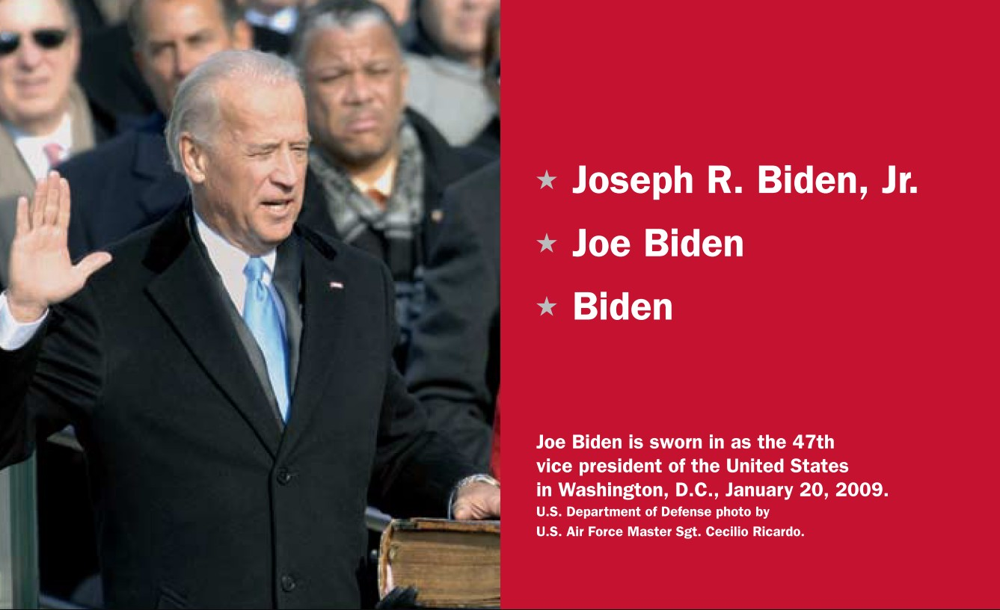 Joseph R. Biden, Jr.
Joe Biden
Biden
Joe Biden is sworn in as the 47th
vice president of the United States
in Washington, D.C., January 20, 2009.
U.S. Department of Defense photo by
U.S. Air Force Master Sgt. Cecilio Ricardo.